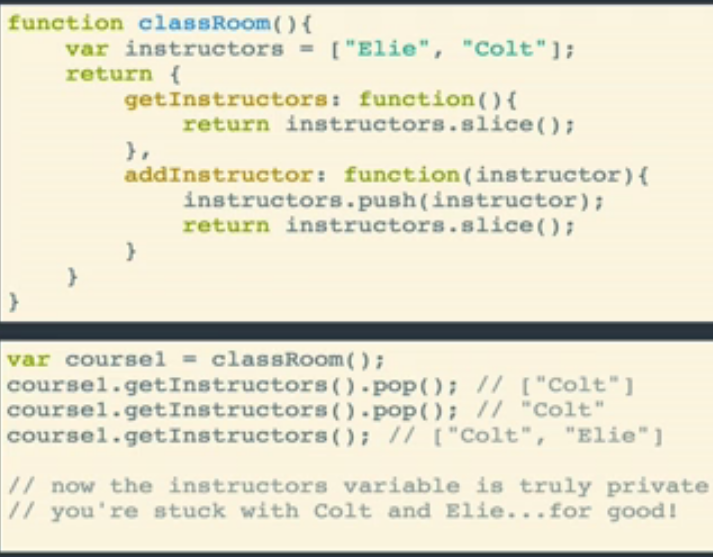 function classRoom(){
    var instructors = ["Elie", "Colt"];
    return {
        getInstructors: function(){
            return instructors.slice();
        },
        addInstructor: function(instructor){
            instructors.push(instructor);
            return instructors.slice();
        }
    }
}
var course1 = classRoom();
course1.getInstructors().pop(); // ["Colt"]
course1.getInstructors().pop(); // "Colt"
course1.getInstructors(); // ["Colt", "Elie"]
// now the instructors variable is truly private
// you're stuck with Colt and Elie...for good!